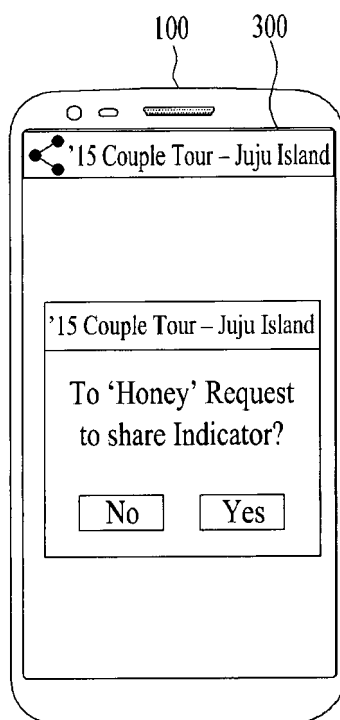 100 300
'15 Couple Tour – Juju Island
'15 Couple Tour – Juju Island
To ‘Honey’ Request
to share Indicator?
No Yes